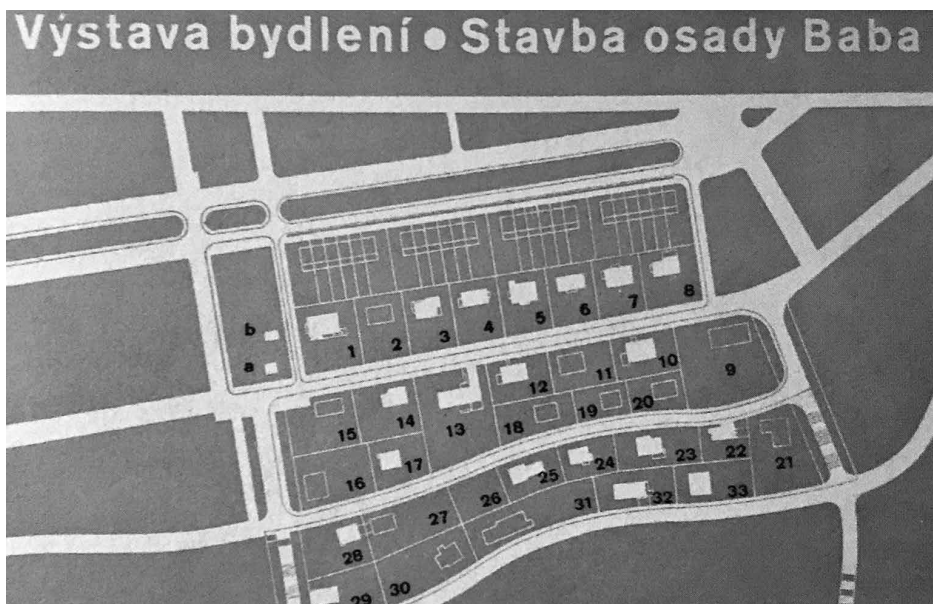 Výstava bydlení ● Stavba osady Baba
b
a
1 2 3 4 5 6 7 8
15 14 13 12 11 10 9
16 17 18 19 20
28 27 26 25 24 23 22 21
29 30 31 32 33